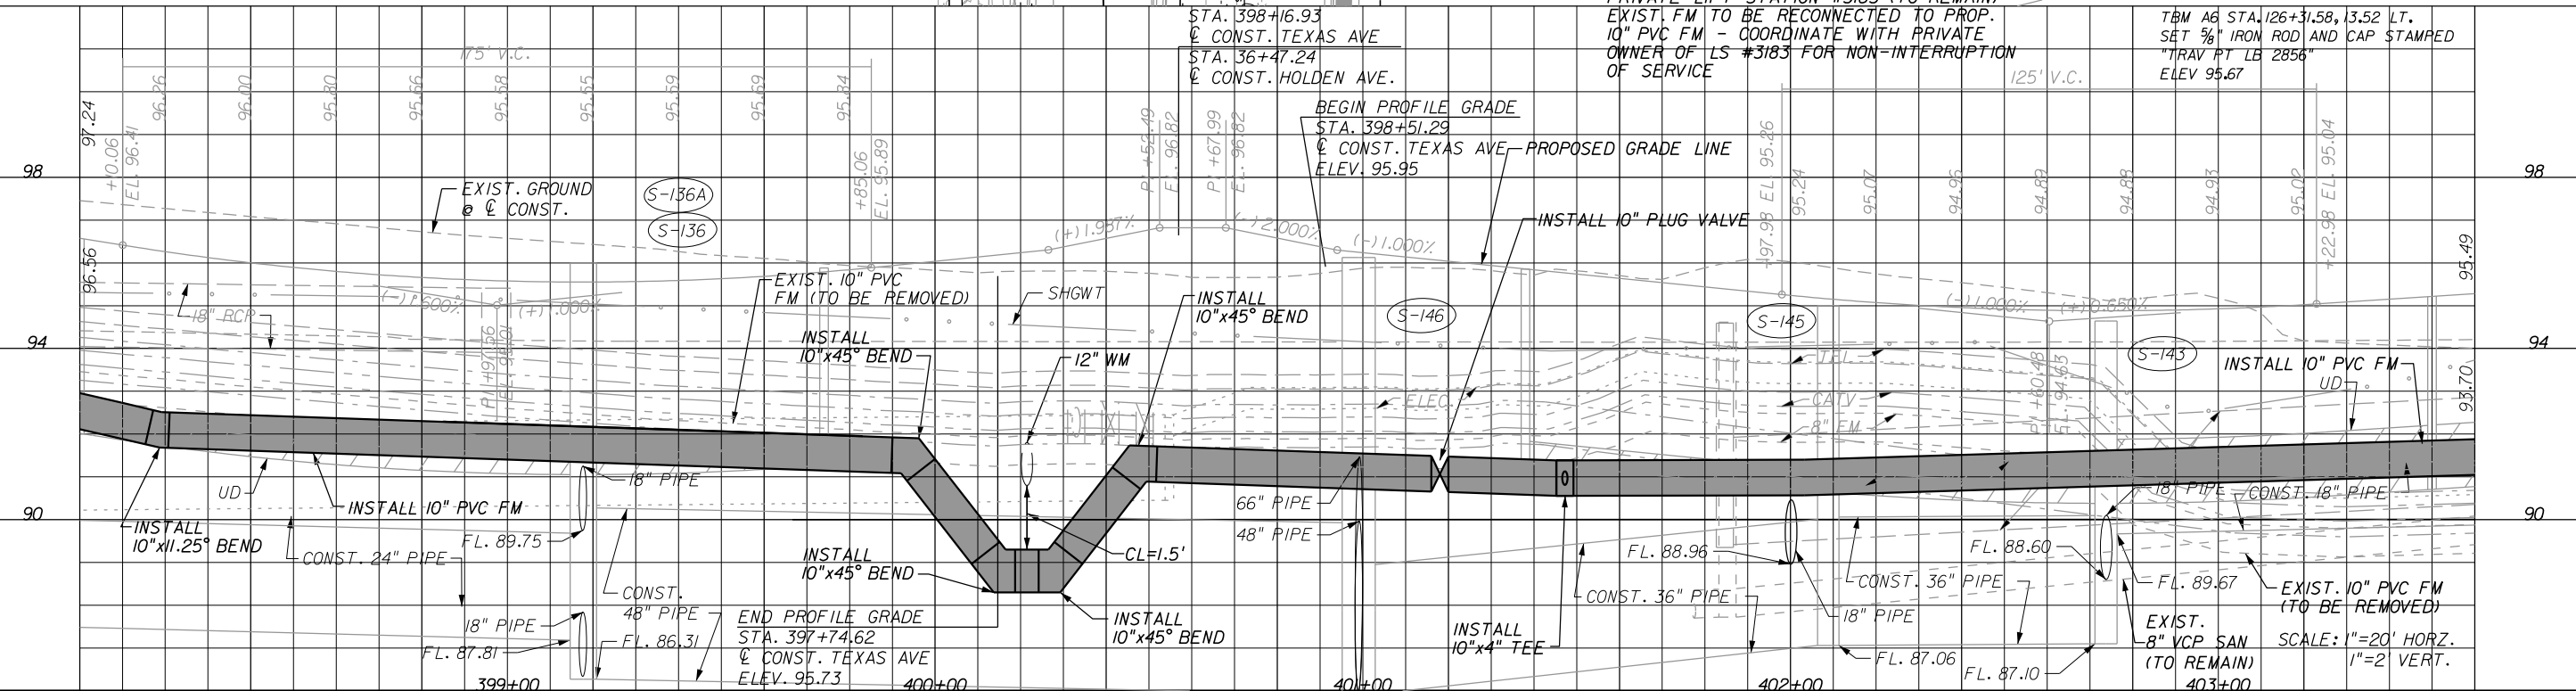 STA. 398+16.93
℄ CONST. TEXAS AVE
STA. 36+47.24
℄ CONST. HOLDEN AVE.
EXIST. FM TO BE RECONNECTED TO PROP.
10" PVC FM - COORDINATE WITH PRIVATE
OWNER OF LS #3183 FOR NON-INTERRUPTION
OF SERVICE
TBM A6 STA. 126+31.58, 13.52 LT.
SET 5/8" IRON ROD AND CAP STAMPED
"TRAV PT LB 2856"
ELEV 95.67
175' V.C.
125' V.C.
97.24
96.26
96.00
95.80
95.66
95.58
95.55
95.59
95.69
95.84
+10.06
EL. 96.41
+85.06
EL. 95.89
PI +52.49
EL. 96.82
PI +67.99
EL. 96.82
BEGIN PROFILE GRADE
STA. 398+51.29
℄ CONST. TEXAS AVE
ELEV. 95.95
PROPOSED GRADE LINE
+97.98 EL. 95.26
95.24
95.07
94.95
94.89
94.88
94.93
95.02
+22.98 EL. 95.04
98
98
EXIST. GROUND
@ ℄ CONST.
S-136A
S-136
(+)1.987%
(-)2.000%
(-)1.000%
INSTALL 10" PLUG VALVE
96.56
95.49
EXIST. 10" PVC
FM (TO BE REMOVED)
SHGWT
INSTALL
10"x45° BEND
S-146
S-145
(-)1.600%
(+)1.000%
(-)1.000%
(+)0.650%
18" RCP
INSTALL
10"x45° BEND
12" WM
94
94
TEL
S-143
INSTALL 10" PVC FM
UD
93.70
ELEC
CATV
8" FM
PI +60.48
EL. 94.63
UD
INSTALL 10" PVC FM
18" PIPE
66" PIPE
48" PIPE
18" PIPE
CONST. 18" PIPE
90
90
INSTALL
10"x11.25° BEND
CONST. 24" PIPE
FL. 89.75
INSTALL
10"x45° BEND
CL=1.5'
FL. 88.96
FL. 88.60
CONST. 36" PIPE
CONST. 36" PIPE
FL. 89.67
EXIST. 10" PVC FM
(TO BE REMOVED)
CONST.
48" PIPE
18" PIPE
FL. 87.81
FL. 86.31
END PROFILE GRADE
STA. 397+74.62
℄ CONST. TEXAS AVE
ELEV. 95.73
INSTALL
10"x45° BEND
INSTALL
10"x4" TEE
18" PIPE
FL. 87.06
FL. 87.10
EXIST.
8" VCP SAN
(TO REMAIN)
SCALE: 1"=20' HORZ.
1"=2' VERT.
399+00
400+00
401+00
402+00
403+00